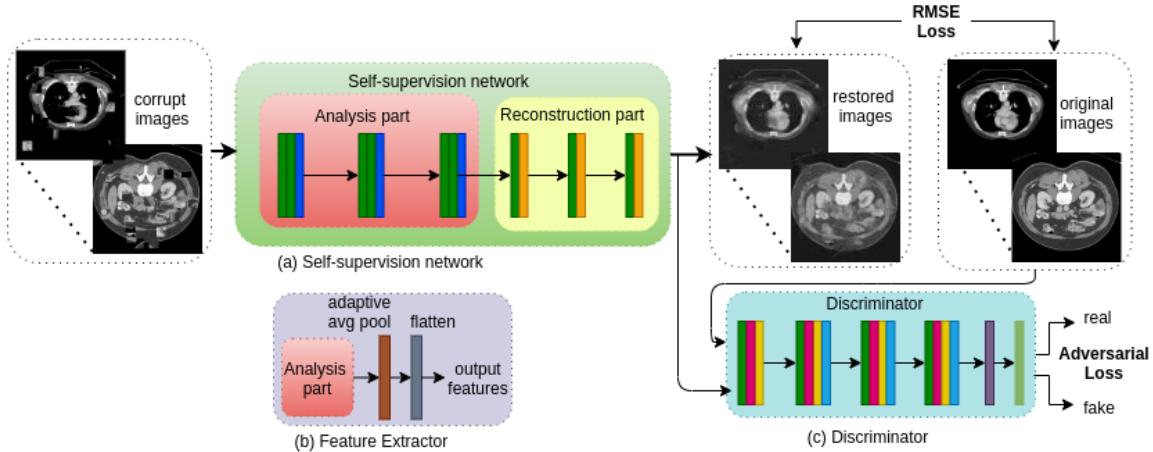 RMSE
Loss
corrupt
images
Self-supervision network
Analysis part
Reconstruction part
restored
images
original
images
(a) Self-supervision network
adaptive
avg pool
flatten
Analysis
part
output
features
(b) Feature Extractor
Discriminator
real
Adversarial
Loss
fake
(c) Discriminator